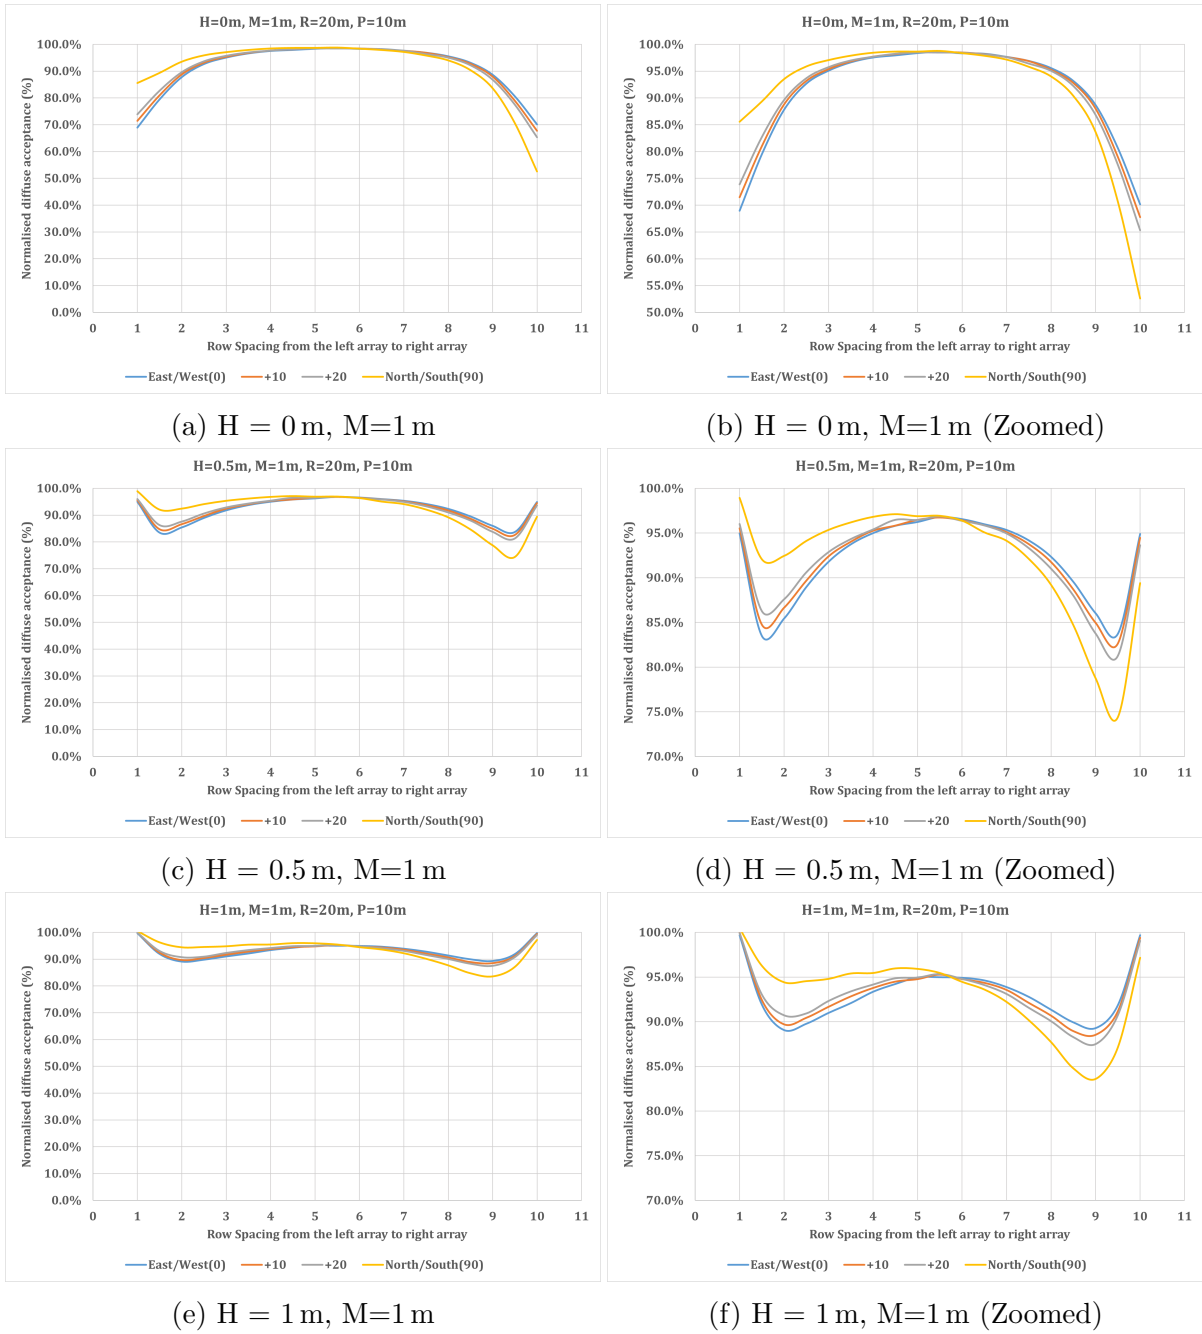 H=0m, M=1m, R=20m, P=10m
Normalised diffuse acceptance (%)
100.0%
90.0%
80.0%
70.0%
60.0%
50.0%
40.0%
30.0%
20.0%
10.0%
0.0%
0 1 2 3 4 5 6 7 8 9 10 11
Row Spacing from the left array to right array
East/West(0) +10 +20 North/South(90)
(a) H = 0 m, M=1 m
H=0m, M=1m, R=20m, P=10m
Normalised diffuse acceptance (%)
100.0%
95.0%
90.0%
85.0%
80.0%
75.0%
70.0%
65.0%
60.0%
55.0%
50.0%
0 1 2 3 4 5 6 7 8 9 10 11
Row Spacing from the left array to right array
East/West(0) +10 +20 North/South(90)
(b) H = 0 m, M=1 m (Zoomed)
H=0.5m, M=1m, R=20m, P=10m
Normalised diffuse acceptance (%)
100.0%
90.0%
80.0%
70.0%
60.0%
50.0%
40.0%
30.0%
20.0%
10.0%
0.0%
0 1 2 3 4 5 6 7 8 9 10 11
Row Spacing from the left array to right array
East/West(0) +10 +20 North/South(90)
(c) H = 0.5 m, M=1 m
H=0.5m, M=1m, R=20m, P=10m
Normalised diffuse acceptance (%)
100.0%
95.0%
90.0%
85.0%
80.0%
75.0%
70.0%
0 1 2 3 4 5 6 7 8 9 10 11
Row Spacing from the left array to right array
East/West(0) +10 +20 North/South(90)
(d) H = 0.5 m, M=1 m (Zoomed)
H=1m, M=1m, R=20m, P=10m
Normalised diffuse acceptance (%)
100.0%
90.0%
80.0%
70.0%
60.0%
50.0%
40.0%
30.0%
20.0%
10.0%
0.0%
0 1 2 3 4 5 6 7 8 9 10 11
Row Spacing from the left array to right array
East/West(0) +10 +20 North/South(90)
(e) H = 1 m, M=1 m
H=1m, M=1m, R=20m, P=10m
Normalised diffuse acceptance (%)
100.0%
95.0%
90.0%
85.0%
80.0%
75.0%
70.0%
0 1 2 3 4 5 6 7 8 9 10 11
Row Spacing from the left array to right array
East/West(0) +10 +20 North/South(90)
(f) H = 1 m, M=1 m (Zoomed)